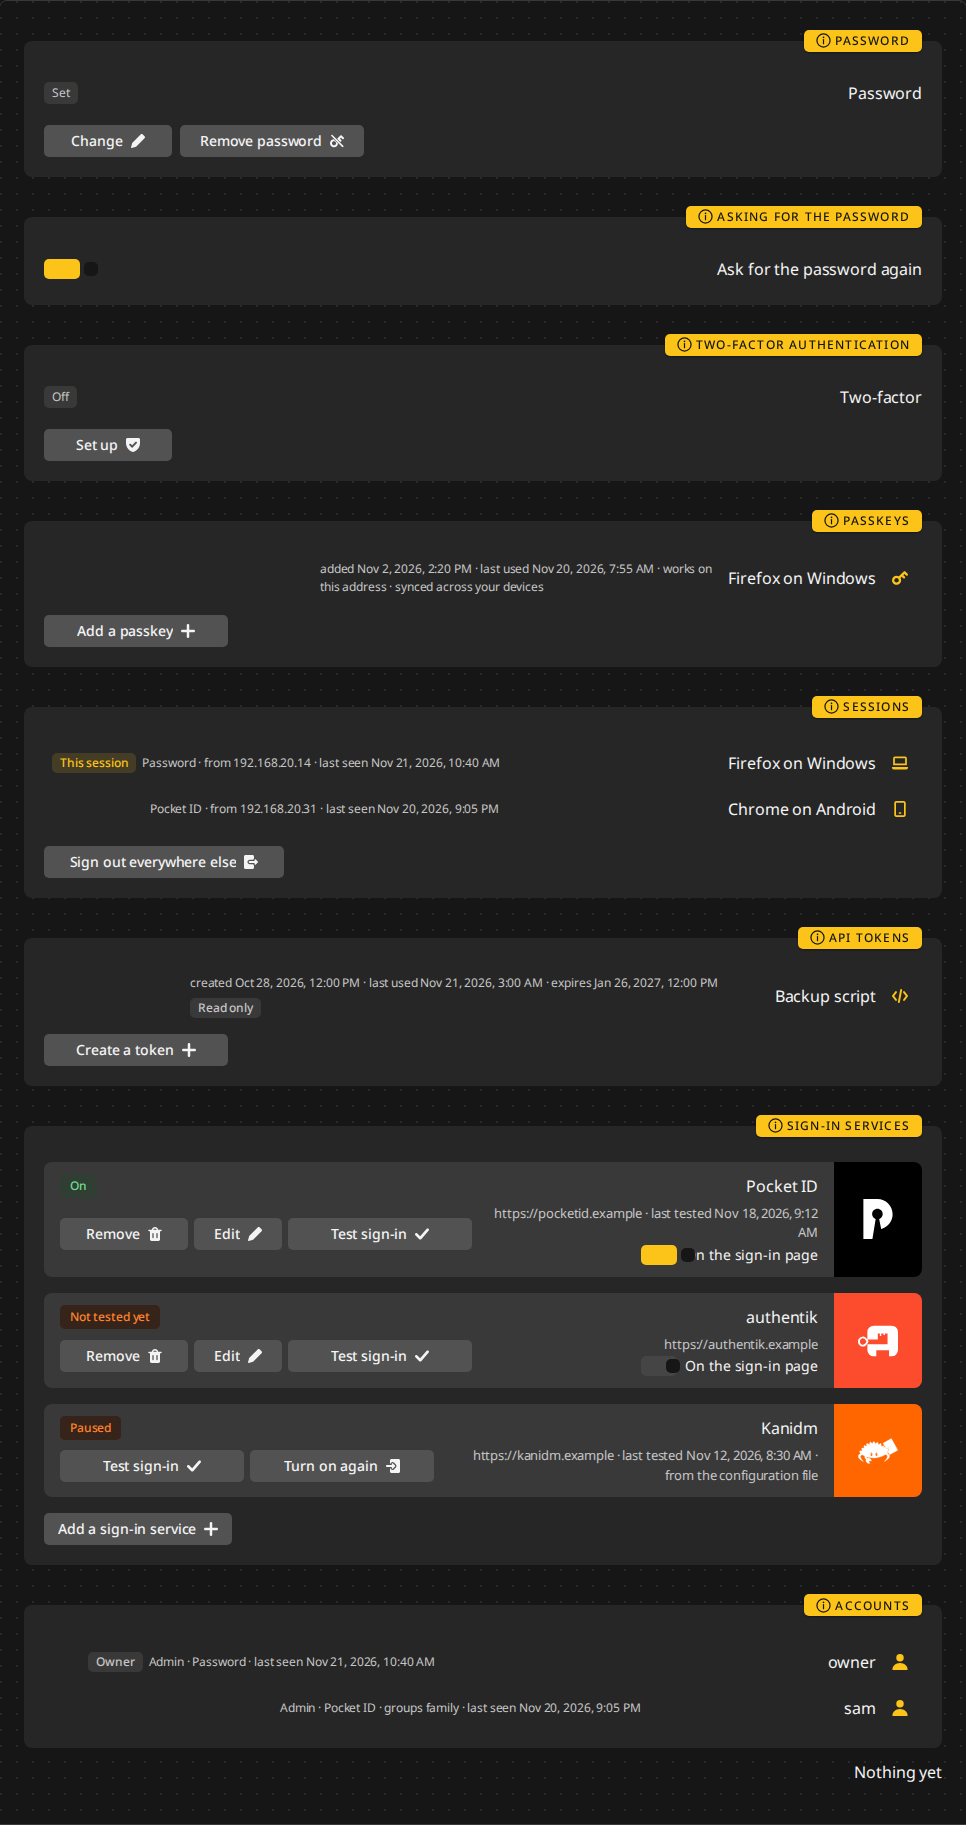 PASSWORD
Password
Set
Change
Remove password
ASKING FOR THE PASSWORD
Ask for the password again
TWO-FACTOR AUTHENTICATION
Two-factor
Off
Set up
PASSKEYS
Firefox on Windows
added Nov 2, 2026, 2:20 PM · last used Nov 20, 2026, 7:55 AM · works on
this address · synced across your devices
Add a passkey
SESSIONS
Firefox on Windows
This session Password · from 192.168.20.14 · last seen Nov 21, 2026, 10:40 AM
Chrome on Android
Pocket ID · from 192.168.20.31 · last seen Nov 20, 2026, 9:05 PM
Sign out everywhere else
API TOKENS
Backup script
created Oct 28, 2026, 12:00 PM · last used Nov 21, 2026, 3:00 AM · expires Jan 26, 2027, 12:00 PM
Read only
Create a token
SIGN-IN SERVICES
Pocket ID
On
https://pocketid.example · last tested Nov 18, 2026, 9:12
AM
n the sign-in page
Remove
Edit
Test sign-in
authentik
Not tested yet
https://authentik.example
On the sign-in page
Remove
Edit
Test sign-in
Kanidm
Paused
https://kanidm.example · last tested Nov 12, 2026, 8:30 AM ·
from the configuration file
Test sign-in
Turn on again
Add a sign-in service
ACCOUNTS
owner
Owner Admin · Password · last seen Nov 21, 2026, 10:40 AM
sam
Admin · Pocket ID · groups family · last seen Nov 20, 2026, 9:05 PM
Nothing yet